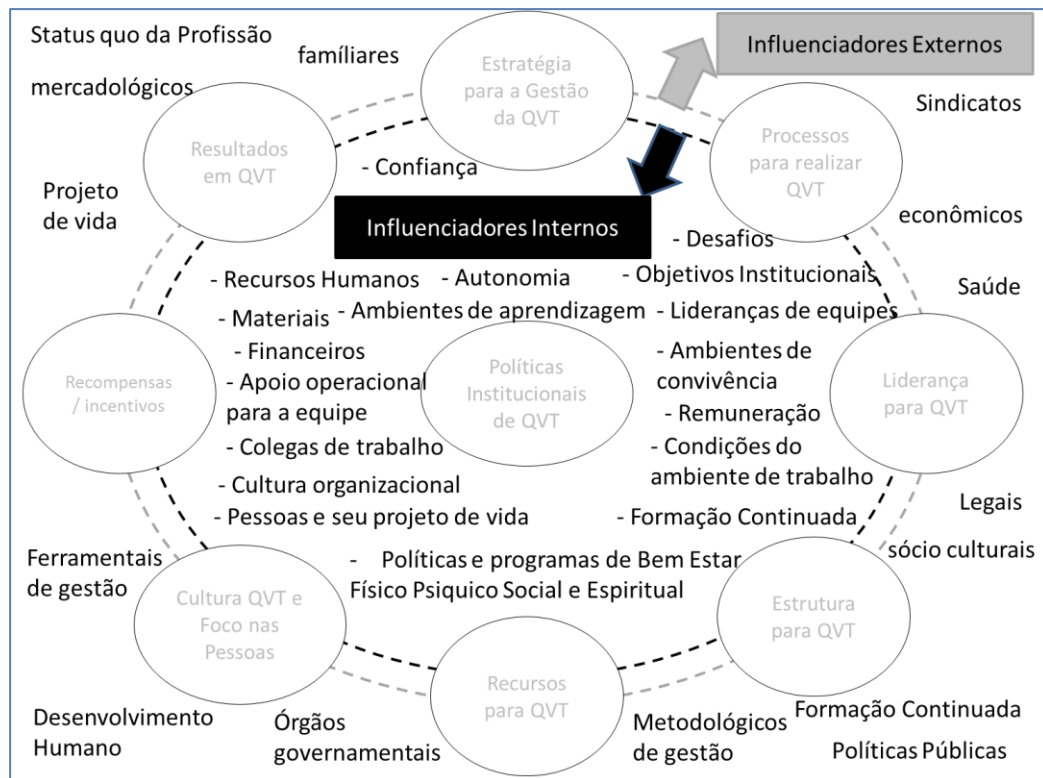 Status quo da Profissão
mercadológicos
famíliares
Estratégia
para a Gestão
da QVT
Influenciadores Externos
Sindicatos
Resultados
em QVT
- Confiança
Processos
para realizar
QVT
Projeto
de vida
Influenciadores Internos
econômicos
- Desafios
- Recursos Humanos
- Autonomia
- Objetivos Institucionais
Saúde
- Materiais
- Ambientes de aprendizagem
- Lideranças de equipes
- Financeiros
- Apoio operacional
para a equipe
- Colegas de trabalho
- Cultura organizacional
- Pessoas e seu projeto de vida
Recompensas
/ incentivos
Políticas
Institucionais
de QVT
- Ambientes de
convivência
- Remuneração
- Condições do
ambiente de trabalho
- Formação Continuada
Liderança
para QVT
Legais
sócio culturais
Ferramentais
de gestão
- Políticas e programas de Bem Estar
Físico Psiquico Social e Espiritual
Cultura QVT e
Foco nas
Pessoas
Recursos
para QVT
Estrutura
para QVT
Desenvolvimento
Humano
Órgãos
governamentais
Metodológicos
de gestão
Formação Continuada
Políticas Públicas